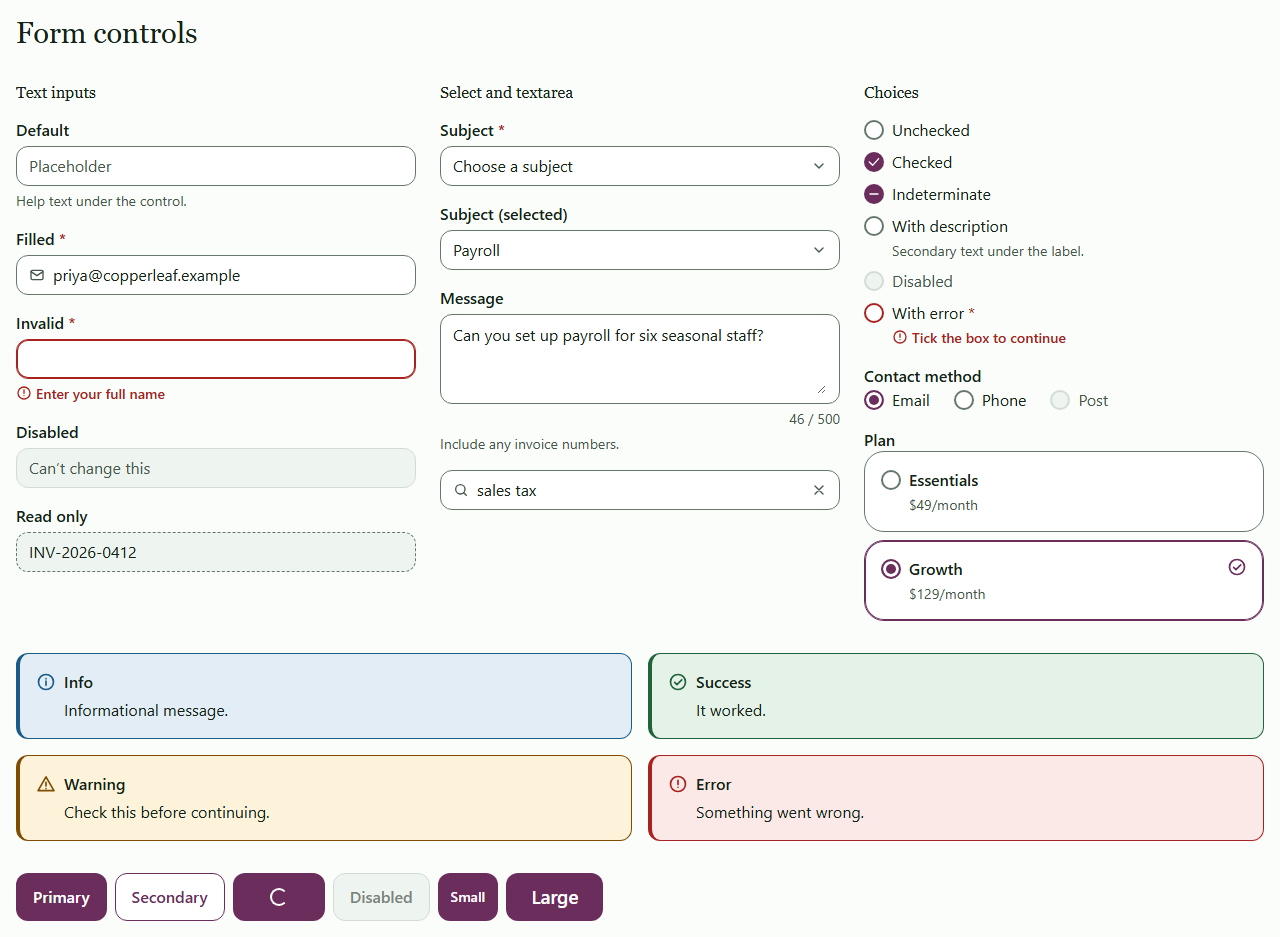 Form controls
Text inputs
Default
Placeholder
Help text under the control.
Filled *
priya@copperleaf.example
Invalid *
Enter your full name
Disabled
Can't change this
Read only
INV-2026-0412
Select and textarea
Subject *
Choose a subject
Subject (selected)
Payroll
Message
Can you set up payroll for six seasonal staff?
46 / 500
Include any invoice numbers.
sales tax
Choices
Unchecked
Checked
Indeterminate
With description
Secondary text under the label.
Disabled
With error *
Tick the box to continue
Contact method
Email Phone Post
Plan
Essentials
$49/month
Growth
$129/month
Info
Informational message.
Success
It worked.
Warning
Check this before continuing.
Error
Something went wrong.
Primary Secondary Disabled Small Large